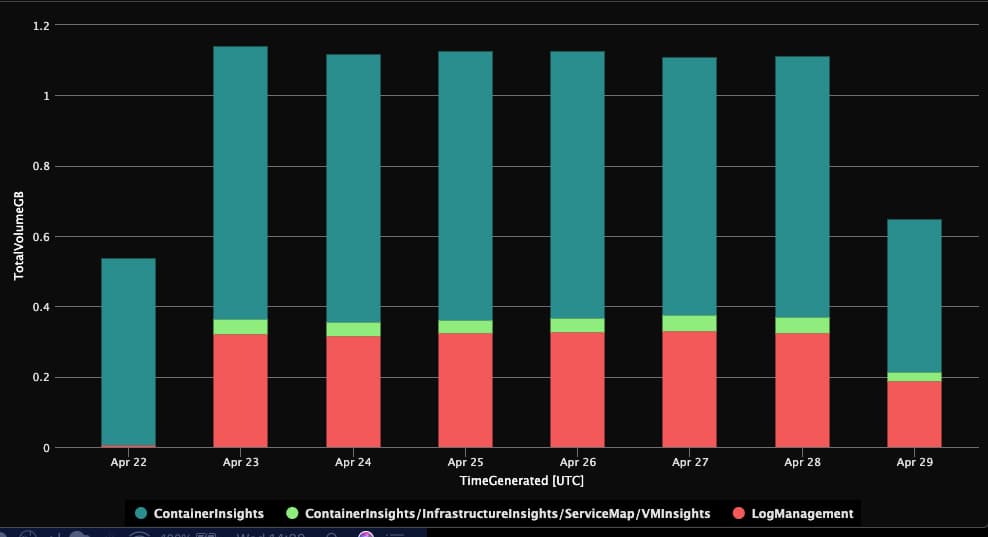 1.2
1
0.8
0.6
0.4
0.2
0
TotalVolumeGB
Apr 22 Apr 23 Apr 24 Apr 25 Apr 26 Apr 27 Apr 28 Apr 29
TimeGenerated [UTC]
ContainerInsights ContainerInsights/InfrastructureInsights/ServiceMap/VMInsights LogManagement